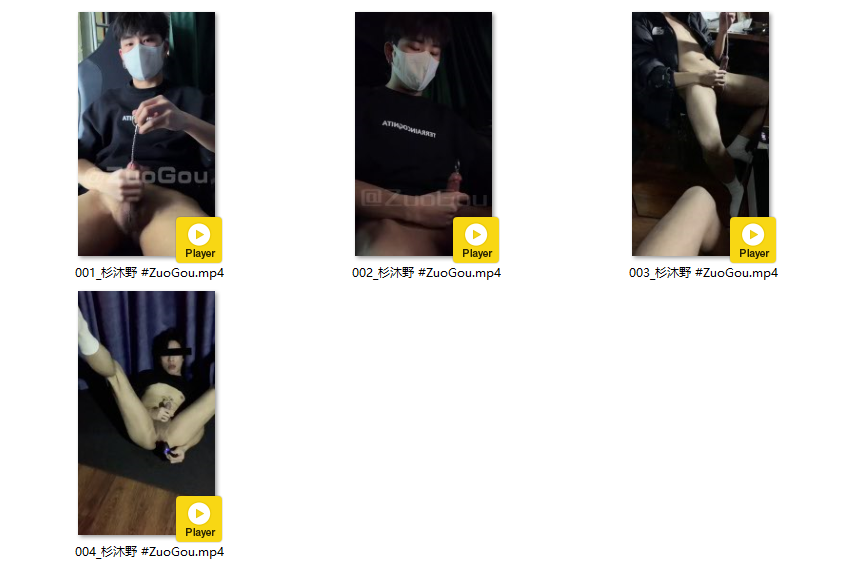 @ZuoGou
TERRAINCOGNITA
@ZuoGou
Player
Player
Player
001_杉沐野 #ZuoGou.mp4
002_杉沐野 #ZuoGou.mp4
003_杉沐野 #ZuoGou.mp4
Player
004_杉沐野 #ZuoGou.mp4